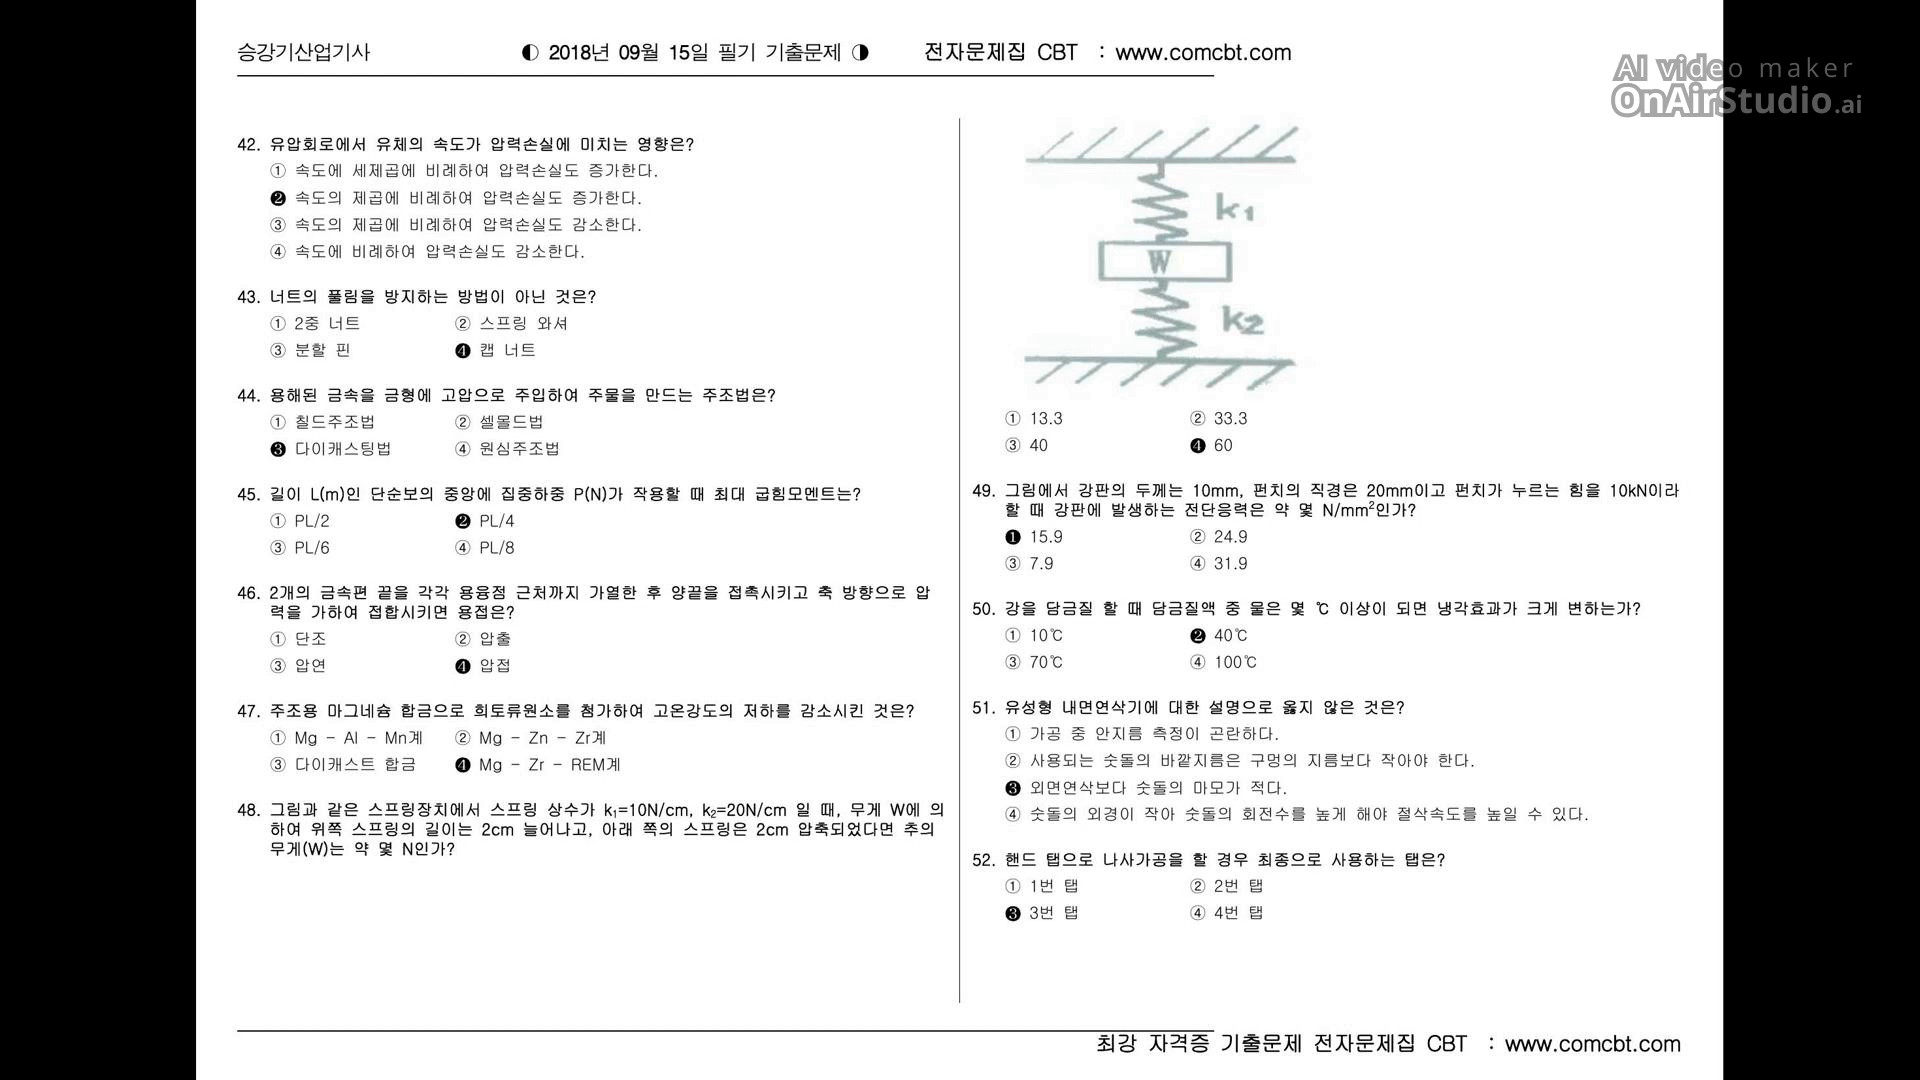 승강기산업기사
◐ 2018년 09월 15일 필기 기출문제 ◑
전자문제집 CBT : www.comcbt.com
AI video maker
OnAirStudio.ai
42. 유압회로에서 유체의 속도가 압력손실에 미치는 영향은?
① 속도에 세제곱에 비례하여 압력손실도 증가한다.
❷ 속도의 제곱에 비례하여 압력손실도 증가한다.
③ 속도의 제곱에 비례하여 압력손실도 감소한다.
④ 속도에 비례하여 압력손실도 감소한다.
43. 너트의 풀림을 방지하는 방법이 아닌 것은?
① 2중 너트 ② 스프링 와셔
③ 분할 핀 ❹ 캡 너트
44. 용해된 금속을 금형에 고압으로 주입하여 주물을 만드는 주조법은?
① 칠드주조법 ② 셀몰드법
❸ 다이캐스팅법 ④ 원심주조법
45. 길이 L(m)인 단순보의 중앙에 집중하중 P(N)가 작용할 때 최대 굽힘모멘트는?
① PL/2 ❷ PL/4
③ PL/6 ④ PL/8
46. 2개의 금속편 끝을 각각 용융점 근처까지 가열한 후 양끝을 접촉시키고 축 방향으로 압
력을 가하여 접합시키면 용접은?
① 단조 ② 압출
③ 압연 ❹ 압접
47. 주조용 마그네슘 합금으로 희토류원소를 첨가하여 고온강도의 저하를 감소시킨 것은?
① Mg - Al - Mn계 ② Mg - Zn - Zr계
③ 다이캐스트 합금 ❹ Mg - Zr - REM계
48. 그림과 같은 스프링장치에서 스프링 상수가 k₁=10N/cm, k₂=20N/cm 일 때, 무게 W에 의
하여 위쪽 스프링의 길이는 2cm 늘어나고, 아래 쪽의 스프링은 2cm 압축되었다면 추의
무게(W)는 약 몇 N인가?
k₁
W
k₂
① 13.3 ② 33.3
③ 40 ❹ 60
49. 그림에서 강판의 두께는 10mm, 펀치의 직경은 20mm이고 펀치가 누르는 힘을 10kN이라
할 때 강판에 발생하는 전단응력은 약 몇 N/mm²인가?
❶ 15.9 ② 24.9
③ 7.9 ④ 31.9
50. 강을 담금질 할 때 담금질액 중 물은 몇 ℃ 이상이 되면 냉각효과가 크게 변하는가?
① 10℃ ❷ 40℃
③ 70℃ ④ 100℃
51. 유성형 내면연삭기에 대한 설명으로 옳지 않은 것은?
① 가공 중 안지름 측정이 곤란하다.
② 사용되는 숫돌의 바깥지름은 구멍의 지름보다 작아야 한다.
❸ 외면연삭보다 숫돌의 마모가 적다.
④ 숫돌의 외경이 작아 숫돌의 회전수를 높게 해야 절삭속도를 높일 수 있다.
52. 핸드 탭으로 나사가공을 할 경우 최종으로 사용하는 탭은?
① 1번 탭 ② 2번 탭
❸ 3번 탭 ④ 4번 탭
최강 자격증 기출문제 전자문제집 CBT : www.comcbt.com